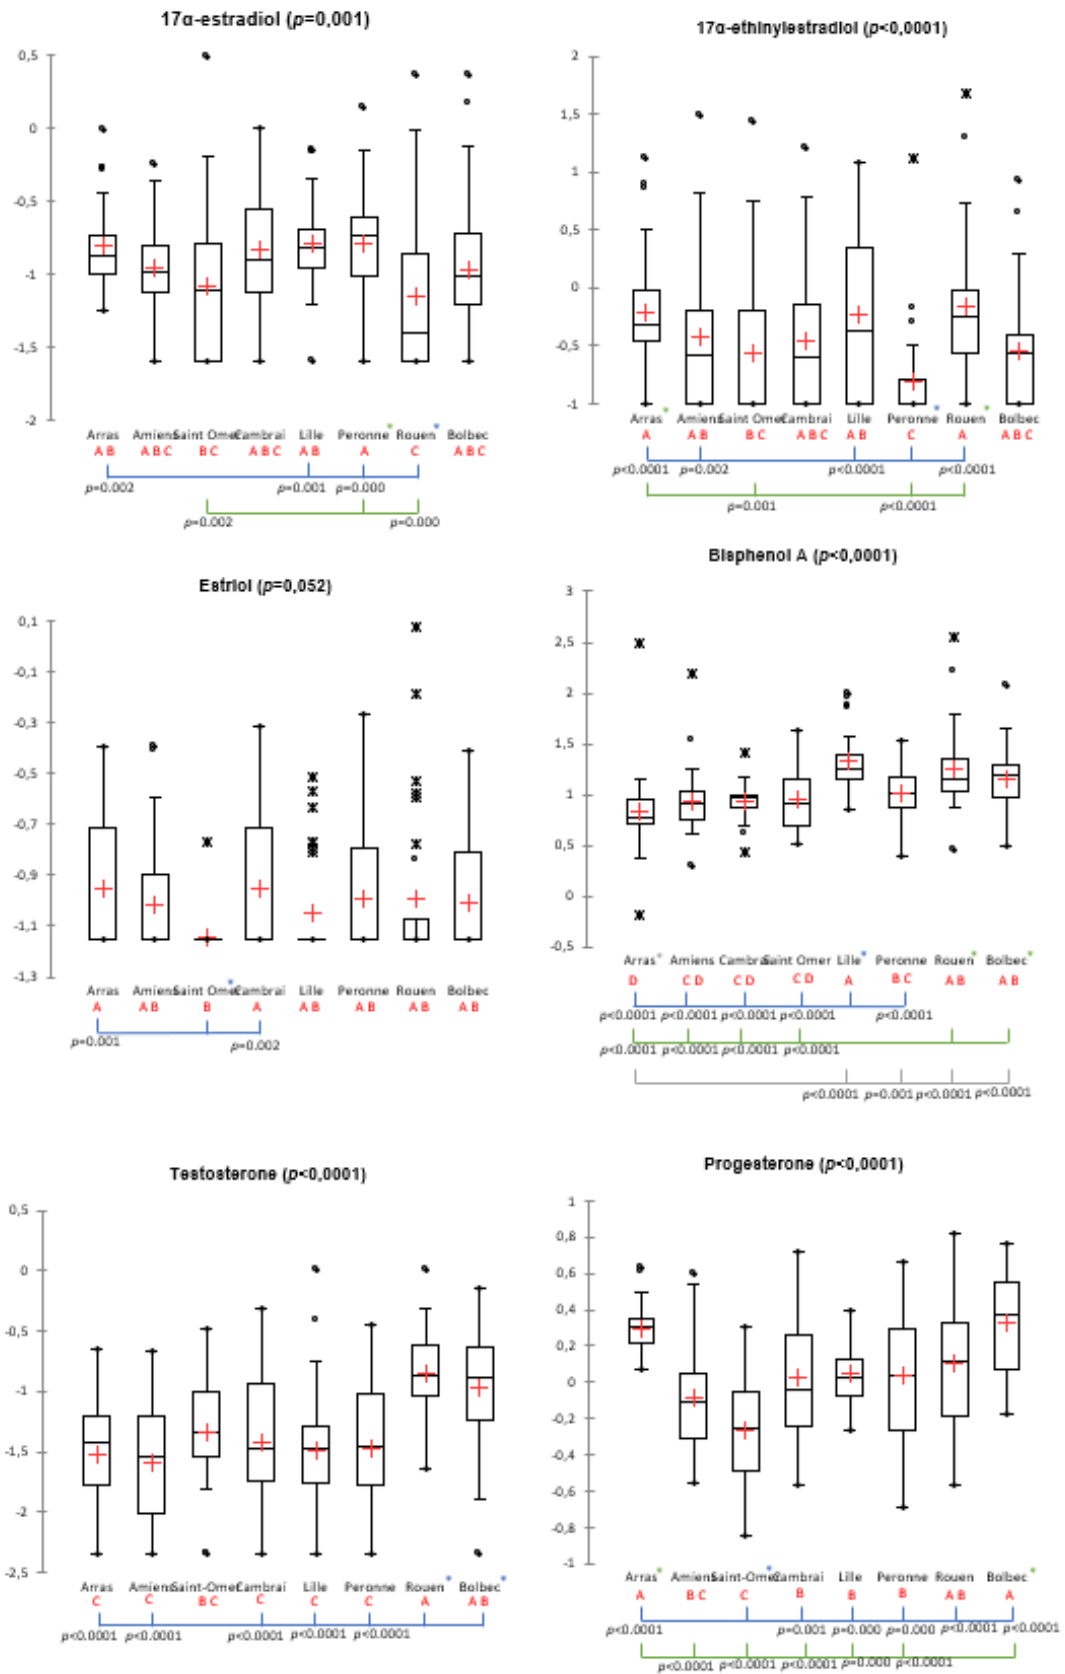 17α-estradiol (p=0,001)
0,5
0
-0,5
-1
-1,5
-2
Arras Amiens Saint Omer Cambrai Lille Peronne* Rouen* Bolbec
A B A B C B C A B C A B A C A B C
p=0.002 p=0.001 p=0.000
p=0.002 p=0.000
17α-ethinylestradiol (p<0,0001)
2
1,5
1
0,5
0
-0,5
-1
Arras* Amiens Saint Omer Cambrai Lille Peronne* Rouen* Bolbec
A A B B C A B C A B C A A B C
p<0.0001 p=0.002 p<0.0001 p<0.0001
p=0.001 p<0.0001
Estriol (p=0,052)
0,1
-0,1
-0,3
-0,5
-0,7
-0,9
-1,1
-1,3
Arras Amiens Saint Omer* Cambrai Lille Peronne Rouen Bolbec
A A B B A A B A B A B A B
p=0.001 p=0.002
Bisphenol A (p<0,0001)
3
2,5
2
1,5
1
0,5
0
-0,5
Arras* Amiens Cambrai Saint Omer Lille* Peronne Rouen* Bolbec*
D C D C D C D A B C A B A B
p<0.0001 p<0.0001 p<0.0001 p<0.0001 p<0.0001
p<0.0001 p<0.0001 p<0.0001 p<0.0001
p<0.0001 p=0.001 p<0.0001 p<0.0001
Testosterone (p<0,0001)
0,5
0
-0,5
-1
-1,5
-2
-2,5
Arras Amiens Saint-Omer Cambrai Lille Peronne Rouen* Bolbec*
C C B C C C C A A B
p<0.0001 p<0.0001 p<0.0001 p<0.0001 p<0.0001
Progesterone (p<0,0001)
1
0,8
0,6
0,4
0,2
0
-0,2
-0,4
-0,6
-0,8
-1
Arras* Amiens Saint-Omer* Cambrai Lille Peronne Rouen Bolbec*
A B C C B B B A B A
p<0.0001 p=0.001 p=0.000 p=0.000 p<0.0001 p<0.0001
p<0.0001 p<0.0001 p<0.0001 p=0.000 p<0.0001